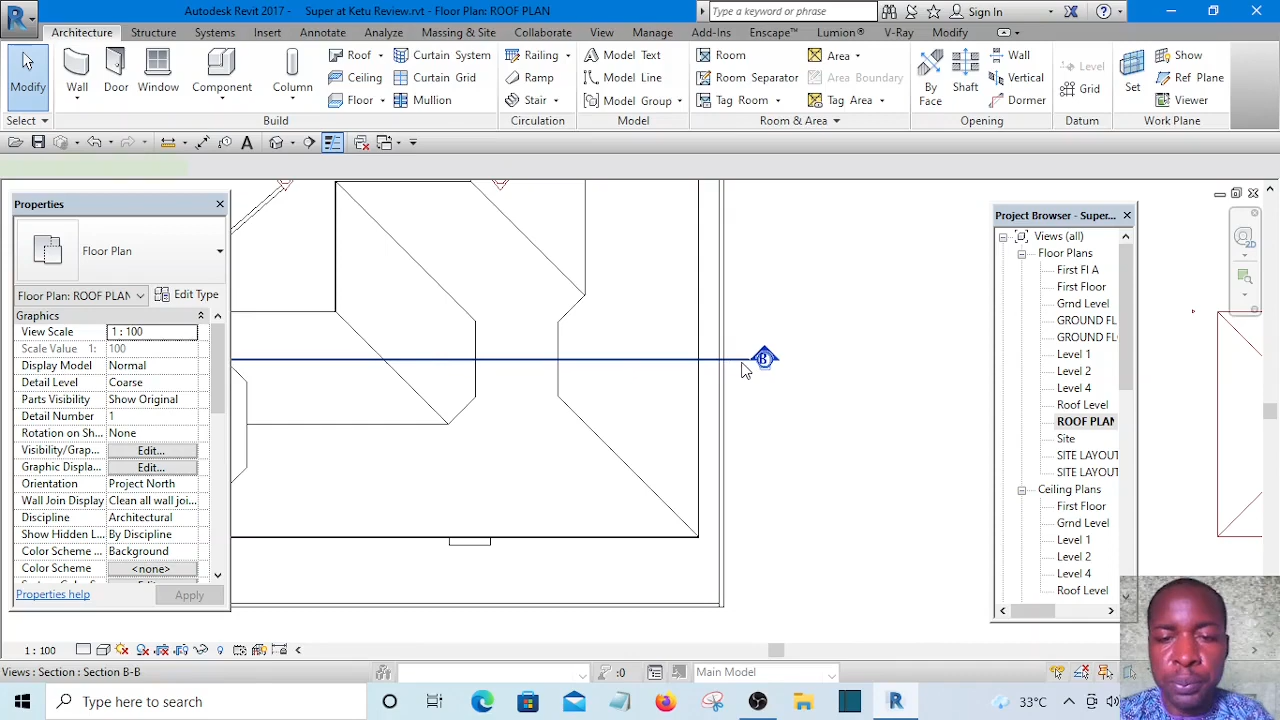 Autodesk Revit 2017 - Super at Ketu Review.rvt - Floor Plan: ROOF PLAN
Type a keyword or phrase
Sign In
Architecture Structure Systems Insert Annotate Analyze Massing & Site Collaborate View Manage Add-Ins Enscape™ Lumion® V-Ray Modify
Modify
Wall
Door
Window
Component
Column
Roof
Ceiling
Floor
Curtain System
Curtain Grid
Mullion
Railing
Ramp
Stair
Model Text
Model Line
Model Group
Room
Room Separator
Tag Room
Area
Area Boundary
Tag Area
By Face
Shaft
Wall
Vertical
Dormer
Level
Grid
Set
Show
Ref Plane
Viewer
Select
Build
Circulation
Model
Room & Area
Opening
Datum
Work Plane
Properties
Floor Plan
Floor Plan: ROOF PLAN
Edit Type
Graphics
View Scale 1 : 100
Scale Value 1: 100
Display Model Normal
Detail Level Coarse
Parts Visibility Show Original
Detail Number 1
Rotation on Sh... None
Visibility/Grap... Edit...
Graphic Displa... Edit...
Orientation Project North
Wall Join Display Clean all wall joi...
Discipline Architectural
Show Hidden L... By Discipline
Color Scheme ... Background
Color Scheme <none>
Properties help
Apply
B
2D
Project Browser - Super...
Views (all)
Floor Plans
First Fl A
First Floor
Grnd Level
GROUND FL
GROUND FL
Level 1
Level 2
Level 4
Roof Level
ROOF PLAN
Site
SITE LAYOUT
SITE LAYOUT
Ceiling Plans
First Floor
Grnd Level
Level 1
Level 2
Level 4
Roof Level
1 : 100
Views : Section : Section B-B
:0
Main Model
Type here to search
33°C